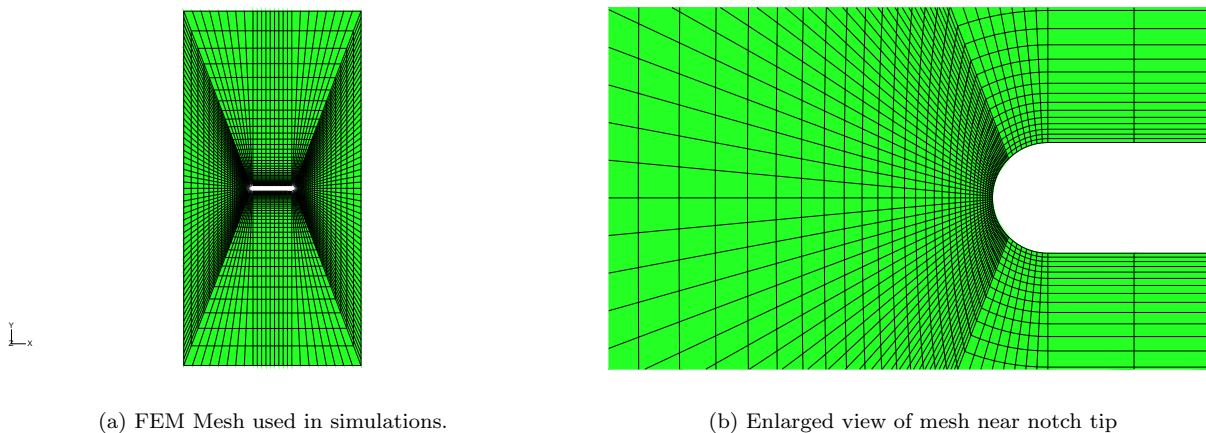 Y
Z X
(a) FEM Mesh used in simulations.
(b) Enlarged view of mesh near notch tip